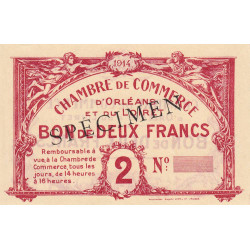 1914
CHAMBRE DE COMMERCE
D'ORLÉANS
ET DU LOIRET
BON DE DEUX FRANCS
SPECIMEN
Remboursable à
vue, à la Chambre de
Commerce, tous les
jours, de 14 heures
à 16 heures.
2
No: